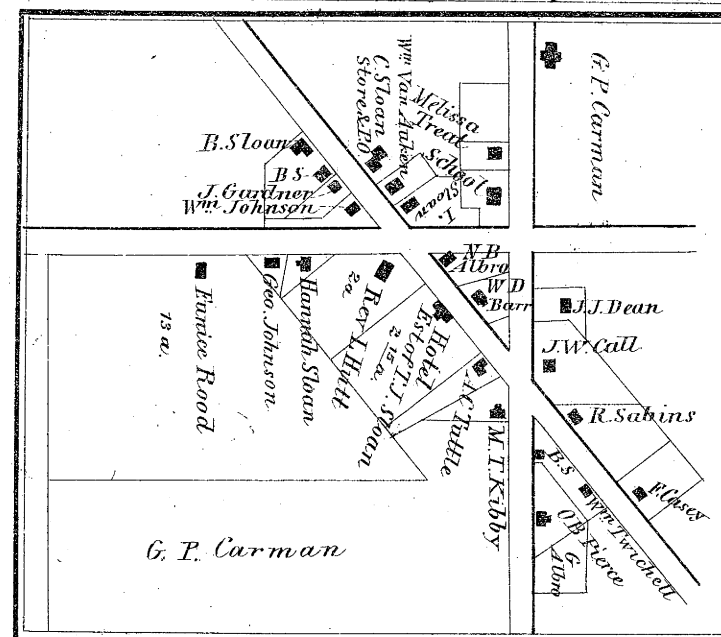 G. P. Carman
Wm. Van Auken
C. Sloan
Store & P.O
Melissa
Treat
School
I.
Sloan
B. Sloan
B S
J. Gardner
Wm. Johnson
N B
Albro
W D
Barr
J. J. Dean
J. W. Call
R. Sabins
F. Casey
Eunice Rood
13 a.
Geo. Johnson
Hannah Sloan
Rev I. Hutt
2a
Hotel
Est of T. J. Sloan
2 15 a.
A C Tuttle
M. T. Kibby
B. S
Wm Twichell
O B Pierce
G
Albro
G. P. Carman